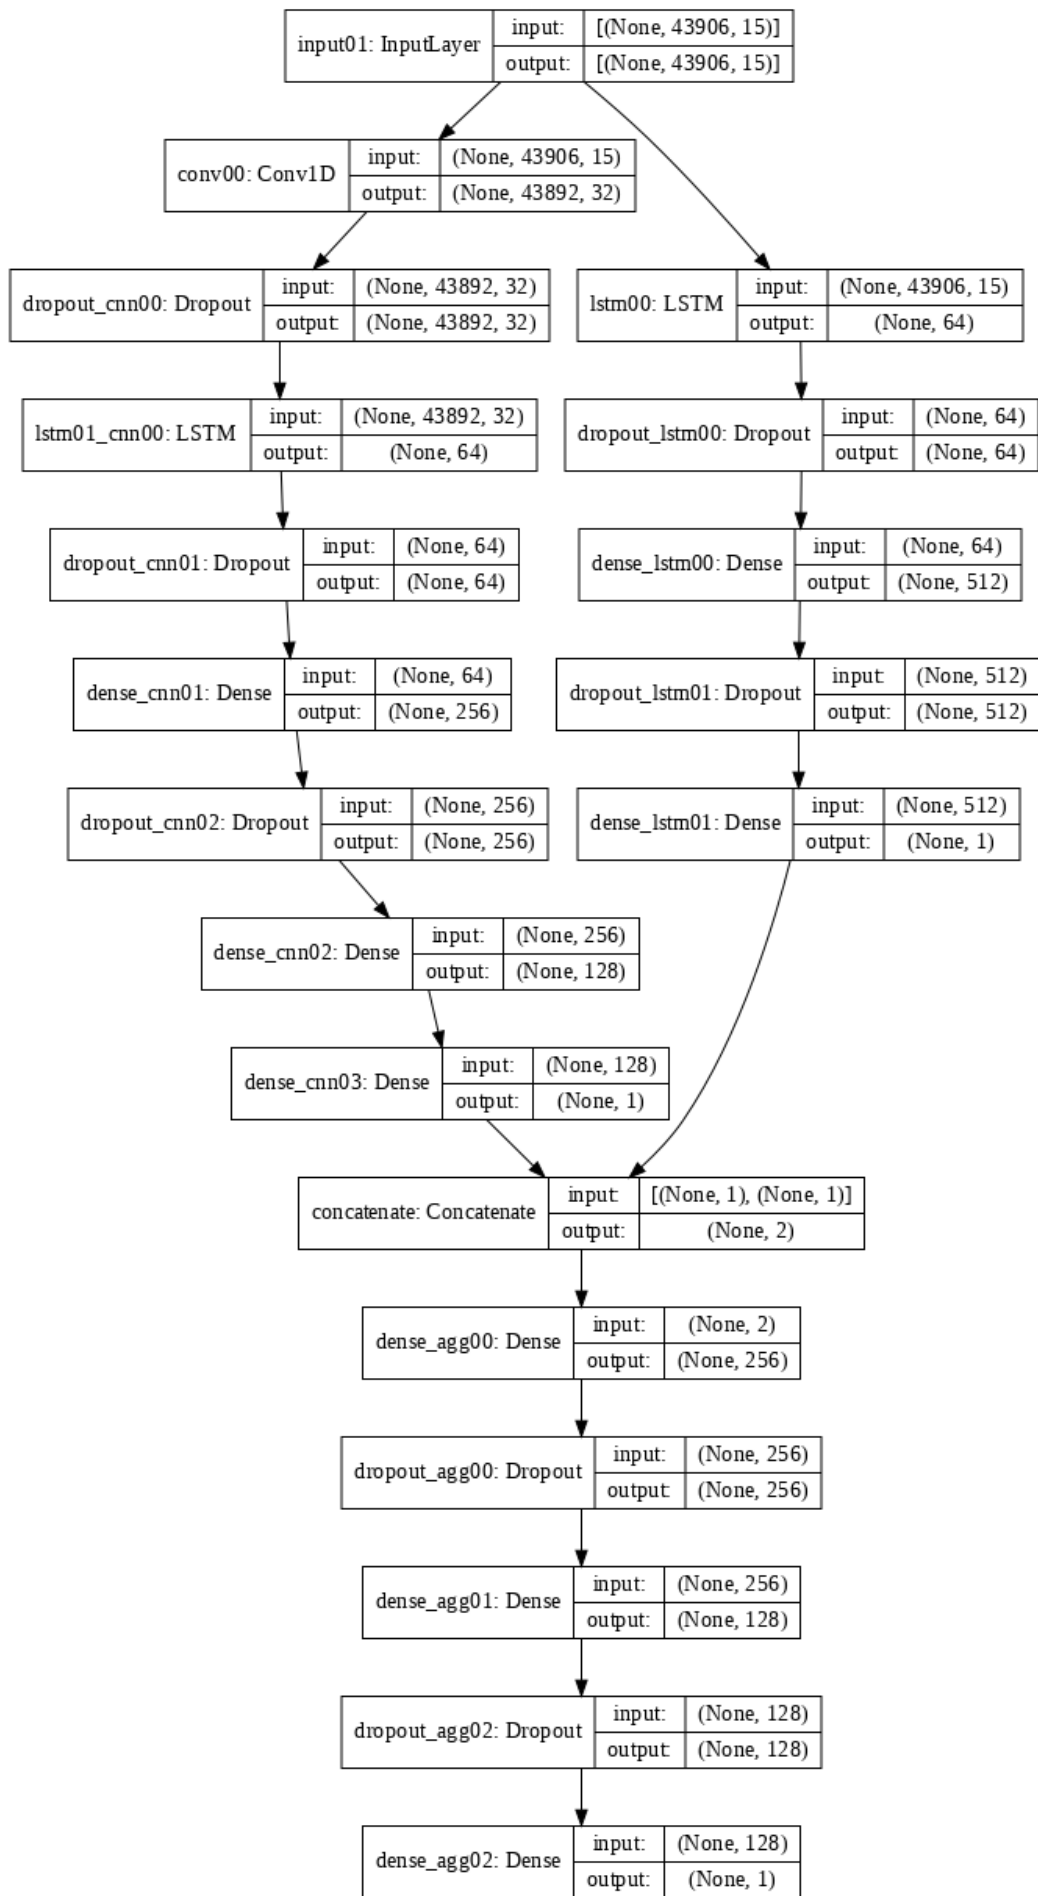 input01: InputLayer
input: [(None, 43906, 15)]
output: [(None, 43906, 15)]
conv00: Conv1D
input: (None, 43906, 15)
output: (None, 43892, 32)
dropout_cnn00: Dropout
input: (None, 43892, 32)
output: (None, 43892, 32)
lstm00: LSTM
input: (None, 43906, 15)
output: (None, 64)
lstm01_cnn00: LSTM
input: (None, 43892, 32)
output: (None, 64)
dropout_lstm00: Dropout
input: (None, 64)
output: (None, 64)
dropout_cnn01: Dropout
input: (None, 64)
output: (None, 64)
dense_lstm00: Dense
input: (None, 64)
output: (None, 512)
dense_cnn01: Dense
input: (None, 64)
output: (None, 256)
dropout_lstm01: Dropout
input: (None, 512)
output: (None, 512)
dropout_cnn02: Dropout
input: (None, 256)
output: (None, 256)
dense_lstm01: Dense
input: (None, 512)
output: (None, 1)
dense_cnn02: Dense
input: (None, 256)
output: (None, 128)
dense_cnn03: Dense
input: (None, 128)
output: (None, 1)
concatenate: Concatenate
input: [(None, 1), (None, 1)]
output: (None, 2)
dense_agg00: Dense
input: (None, 2)
output: (None, 256)
dropout_agg00: Dropout
input: (None, 256)
output: (None, 256)
dense_agg01: Dense
input: (None, 256)
output: (None, 128)
dropout_agg02: Dropout
input: (None, 128)
output: (None, 128)
dense_agg02: Dense
input: (None, 128)
output: (None, 1)